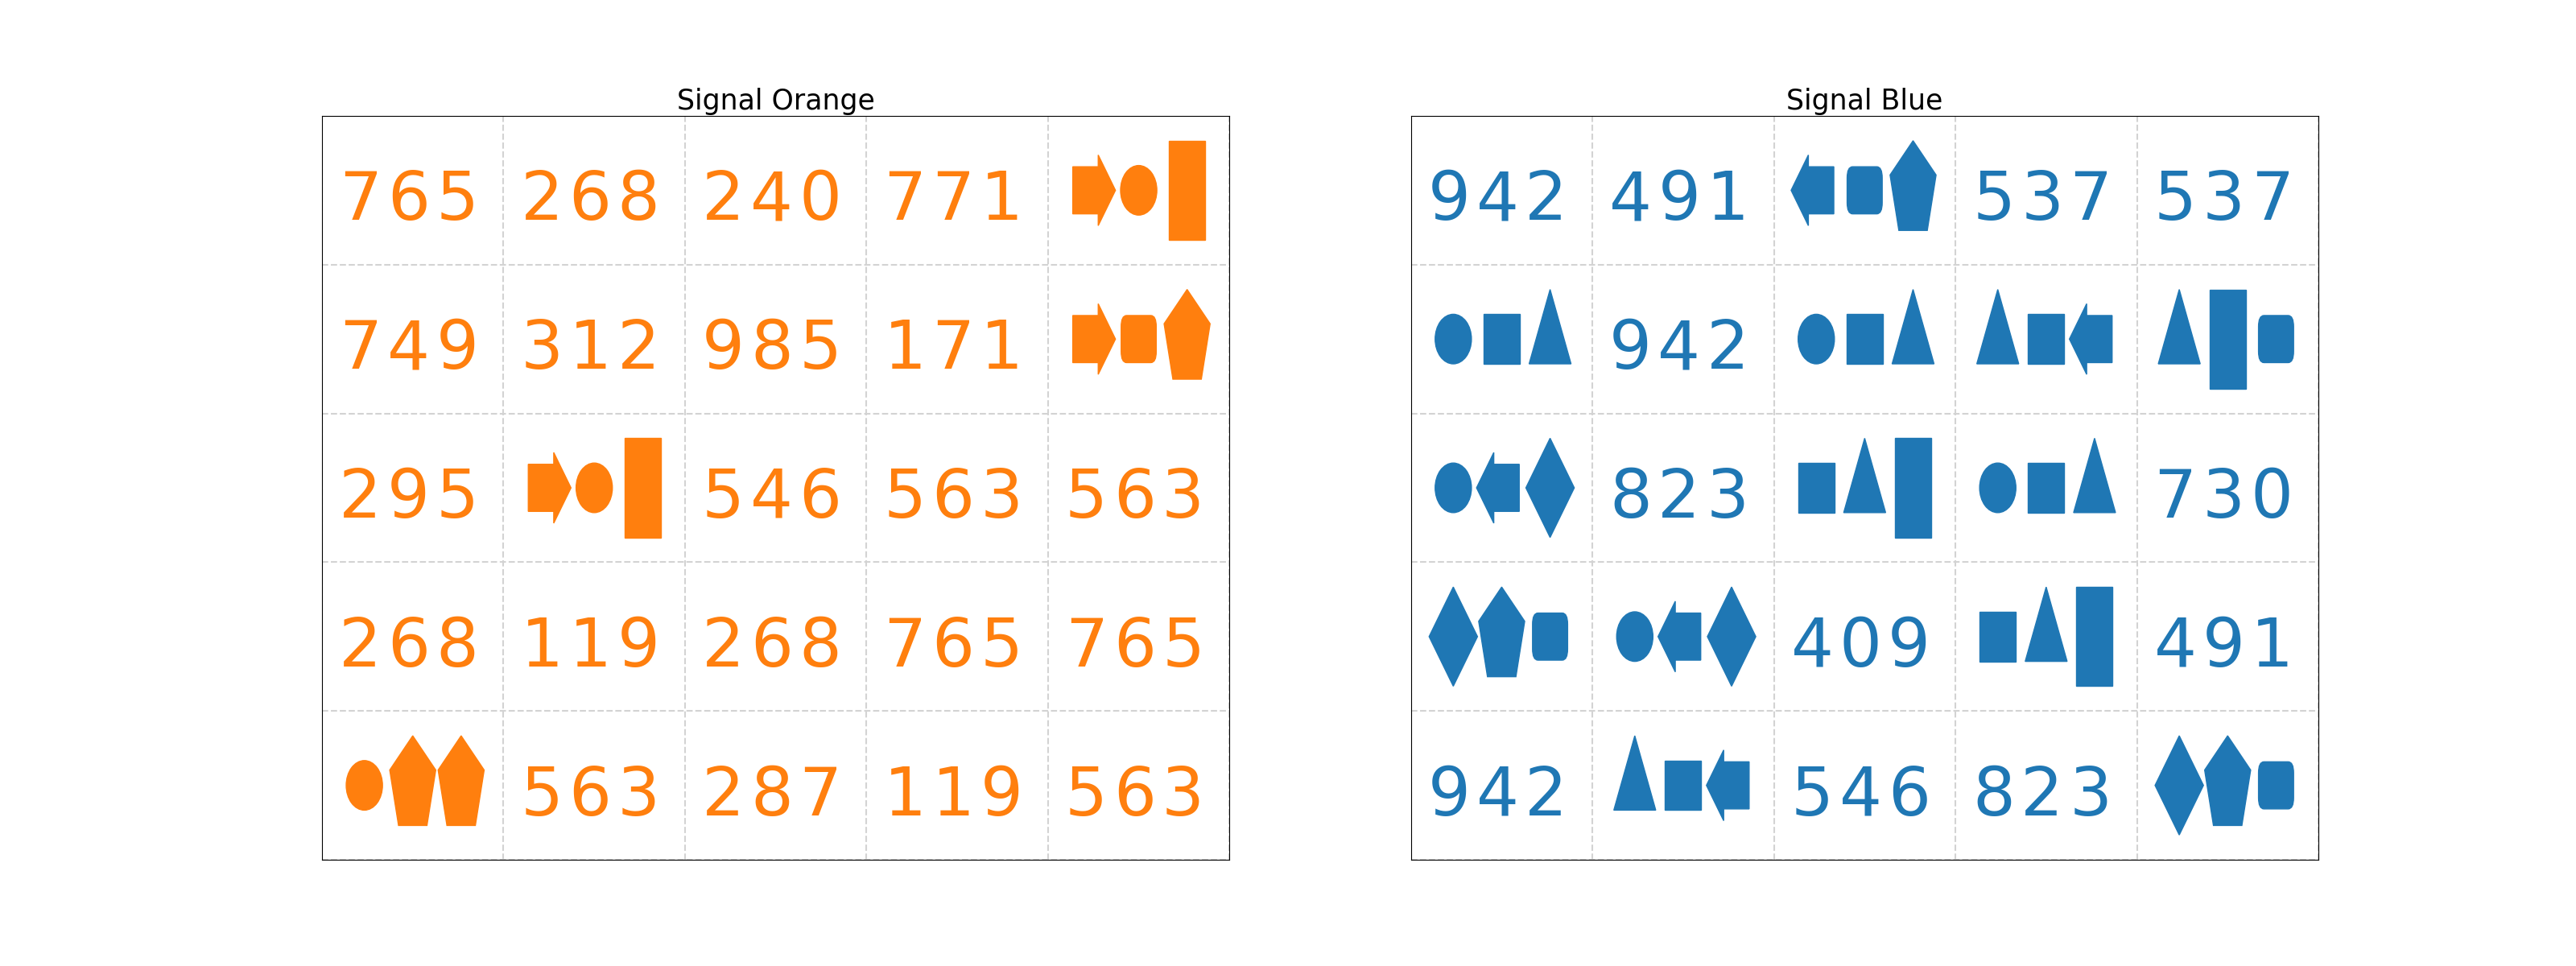 Signal Orange
765 268 240 771
749 312 985 171
295 546 563 563
268 119 268 765 765
563 287 119 563
Signal Blue
942 491 537 537
942
823 730
409 491
942 546 823